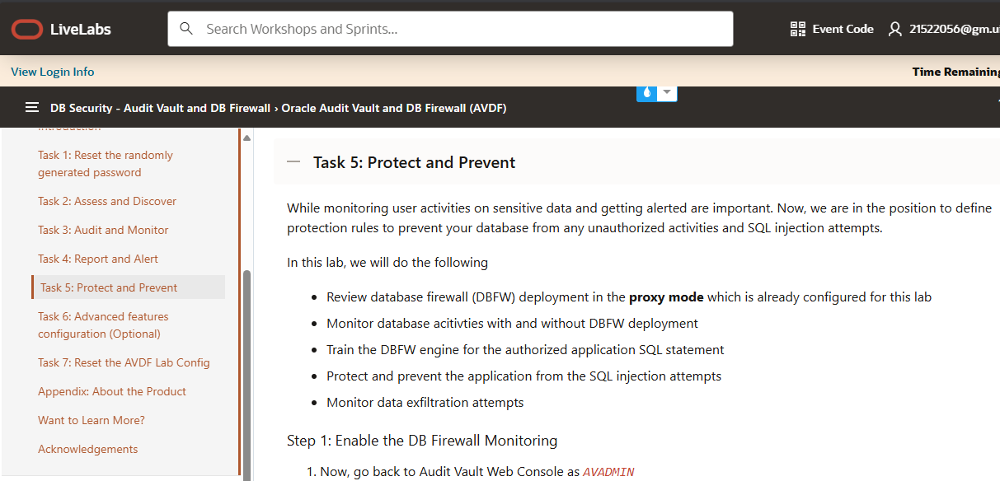 LiveLabs
Search Workshops and Sprints...
Event Code
21522056@gm.u
View Login Info
Time Remaining
DB Security - Audit Vault and DB Firewall › Oracle Audit Vault and DB Firewall (AVDF)
Introduction
Task 1: Reset the randomly
generated password
Task 2: Assess and Discover
Task 3: Audit and Monitor
Task 4: Report and Alert
Task 5: Protect and Prevent
Task 6: Advanced features
configuration (Optional)
Task 7: Reset the AVDF Lab Config
Appendix: About the Product
Want to Learn More?
Acknowledgements
Task 5: Protect and Prevent
While monitoring user activities on sensitive data and getting alerted are important. Now, we are in the position to define
protection rules to prevent your database from any unauthorized activities and SQL injection attempts.
In this lab, we will do the following
• Review database firewall (DBFW) deployment in the proxy mode which is already configured for this lab
• Monitor database acitivties with and without DBFW deployment
• Train the DBFW engine for the authorized application SQL statement
• Protect and prevent the application from the SQL injection attempts
• Monitor data exfiltration attempts
Step 1: Enable the DB Firewall Monitoring
1. Now, go back to Audit Vault Web Console as AVADMIN